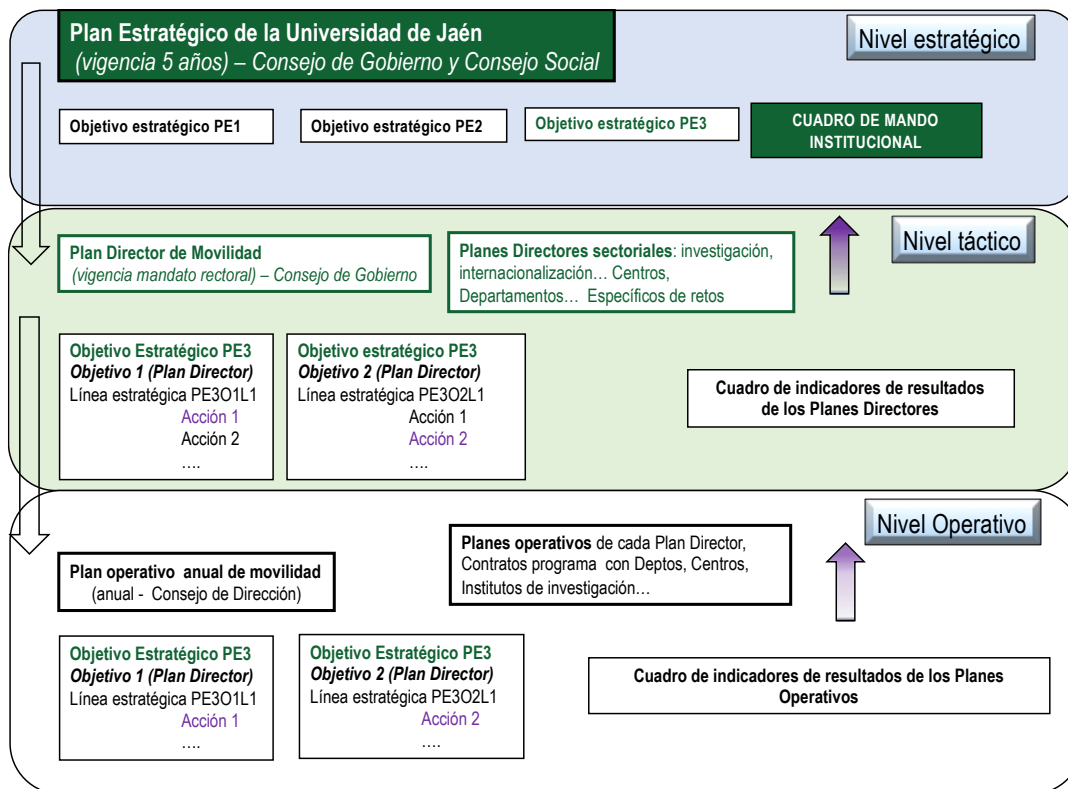 Plan Estratégico de la Universidad de Jaén
(vigencia 5 años) – Consejo de Gobierno y Consejo Social
Nivel estratégico
Objetivo estratégico PE1
Objetivo estratégico PE2
Objetivo estratégico PE3
CUADRO DE MANDO
INSTITUCIONAL
Nivel táctico
Plan Director de Movilidad
(vigencia mandato rectoral) – Consejo de Gobierno
Planes Directores sectoriales: investigación,
internacionalización… Centros,
Departamentos… Específicos de retos
Objetivo Estratégico PE3
Objetivo 1 (Plan Director)
Línea estratégica PE3O1L1
Acción 1
Acción 2
….
Objetivo estratégico PE3
Objetivo 2 (Plan Director)
Línea estratégica PE3O2L1
Acción 1
Acción 2
….
Cuadro de indicadores de resultados
de los Planes Directores
Nivel Operativo
Plan operativo anual de movilidad
(anual - Consejo de Dirección)
Planes operativos de cada Plan Director,
Contratos programa con Deptos, Centros,
Institutos de investigación…
Objetivo Estratégico PE3
Objetivo 1 (Plan Director)
Línea estratégica PE3O1L1
Acción 1
….
Objetivo Estratégico PE3
Objetivo 2 (Plan Director)
Línea estratégica PE3O2L1
Acción 2
….
Cuadro de indicadores de resultados de los Planes
Operativos